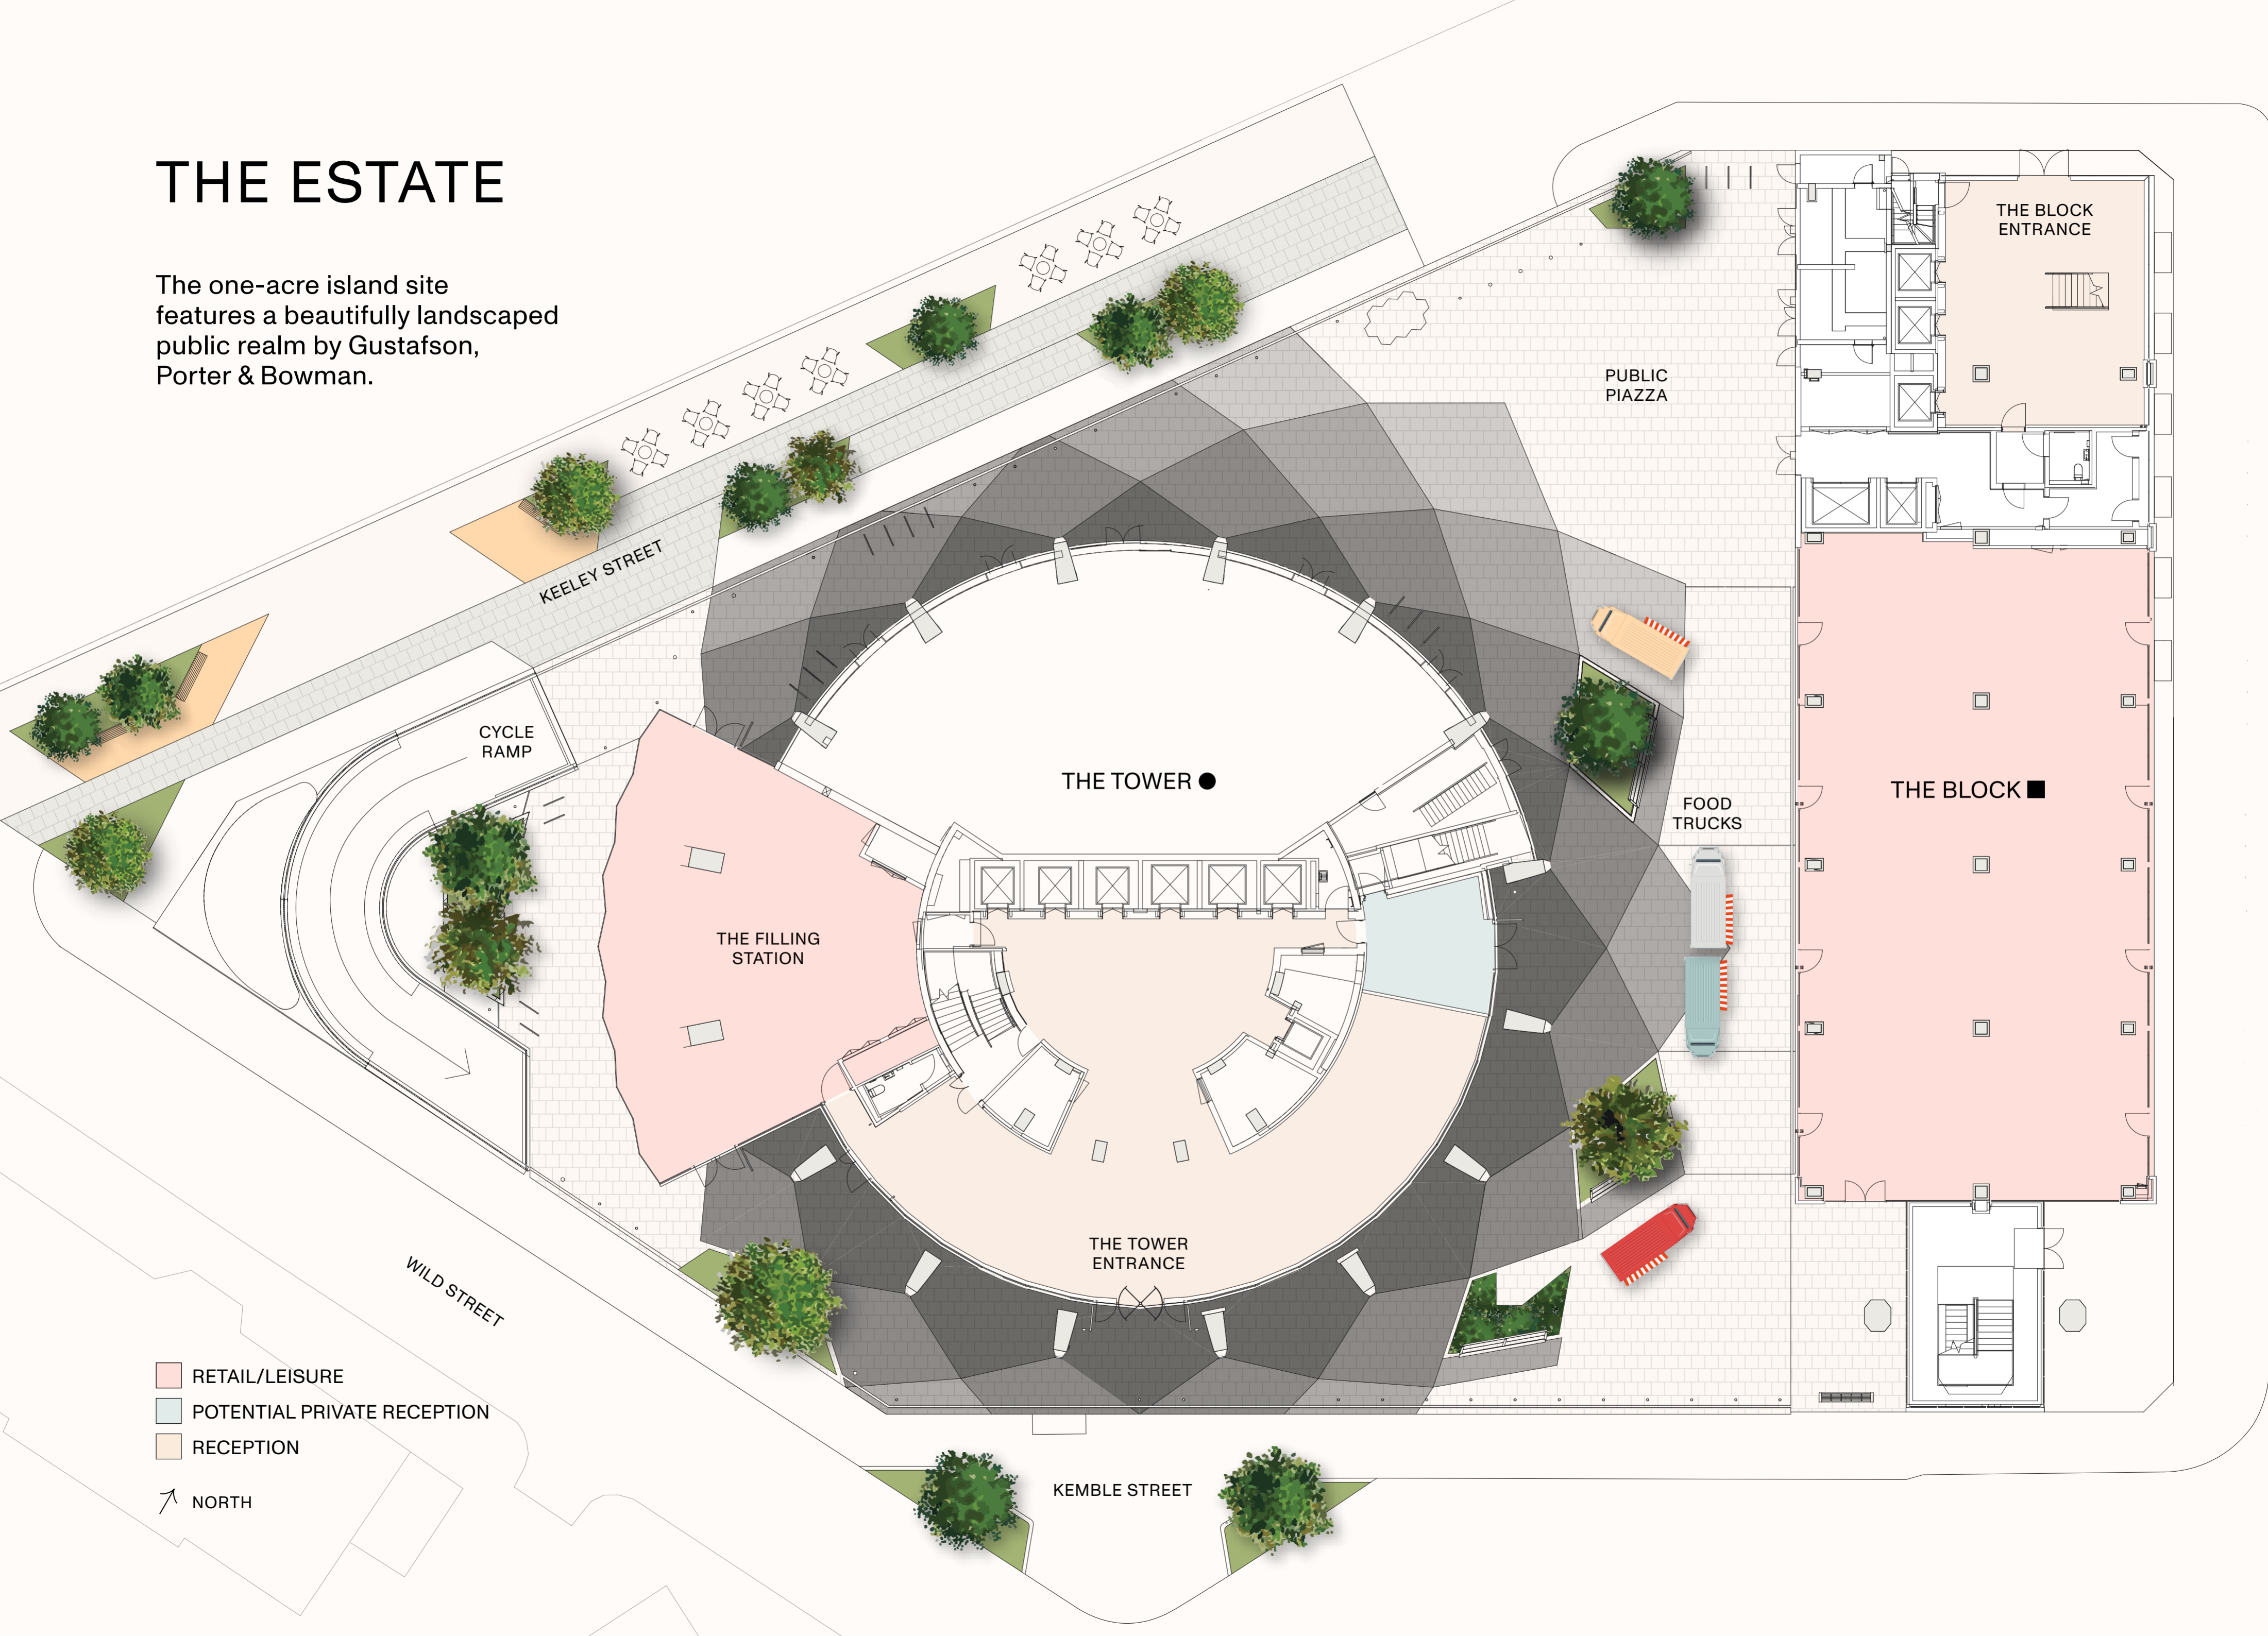 THE ESTATE
The one-acre island site
features a beautifully landscaped
public realm by Gustafson,
Porter & Bowman.
THE BLOCK
ENTRANCE
PUBLIC
PIAZZA
KEELEY STREET
CYCLE
RAMP
THE TOWER
THE BLOCK
FOOD
TRUCKS
THE FILLING
STATION
THE TOWER
ENTRANCE
WILD STREET
RETAIL/LEISURE
POTENTIAL PRIVATE RECEPTION
RECEPTION
NORTH
KEMBLE STREET